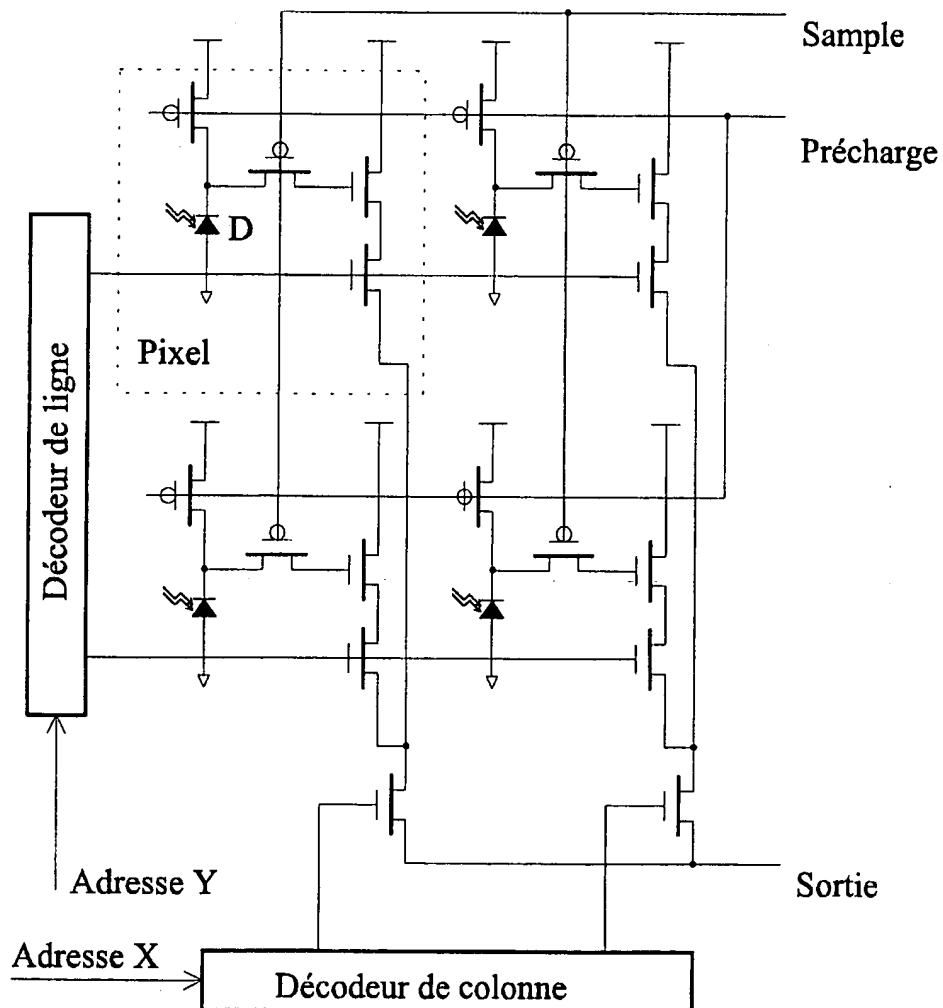 Sample
Précharge
D
Pixel
Décodeur de ligne
Adresse Y
Sortie
Adresse X
Décodeur de colonne